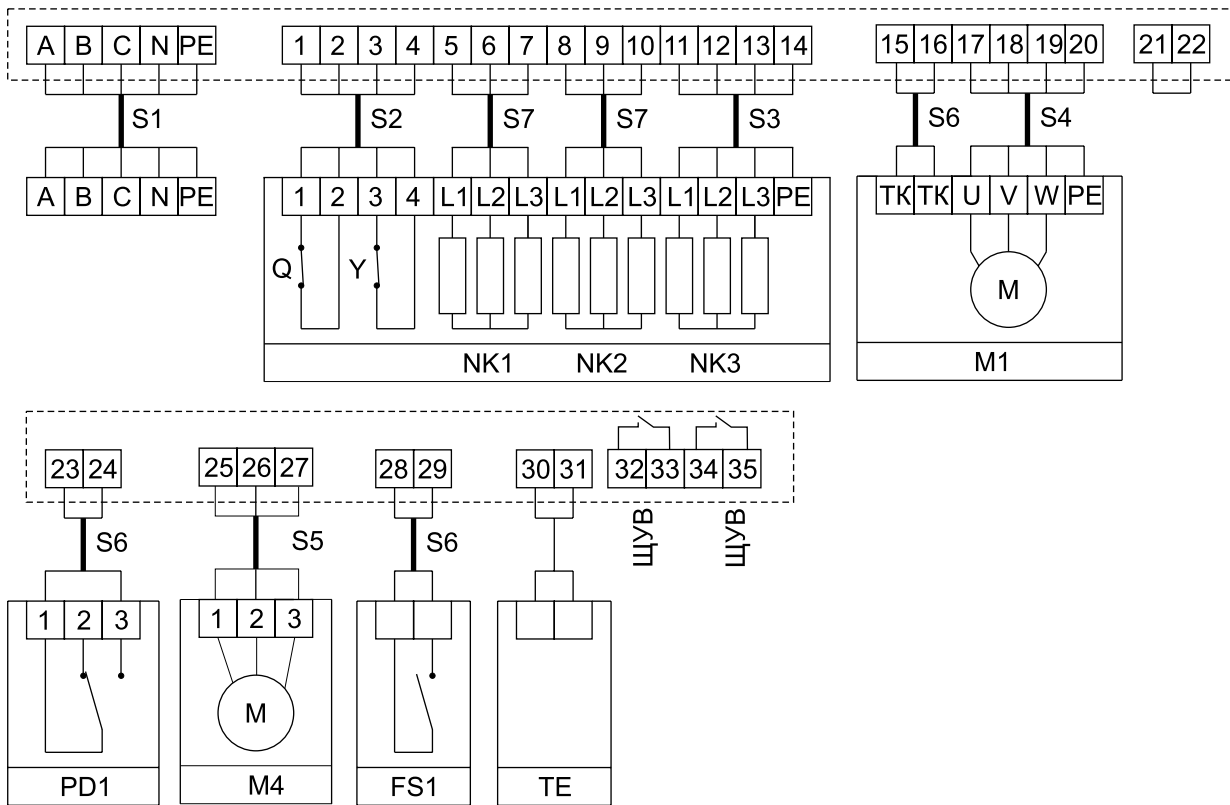 A B C N PE 1 2 3 4 5 6 7 8 9 10 11 12 13 14 15 16 17 18 19 20 21 22
S1 S2 S7 S7 S3 S6 S4
A B C N PE 1 2 3 4 L1 L2 L3 L1 L2 L3 L1 L2 L3 PE ТК ТК U V W PE
Q Y M
NK1 NK2 NK3 M1
23 24 25 26 27 28 29 30 31 32 33 34 35
S6 S5 S6 ЩУВ ЩУВ
1 2 3 1 2 3
M
PD1 M4 FS1 TE